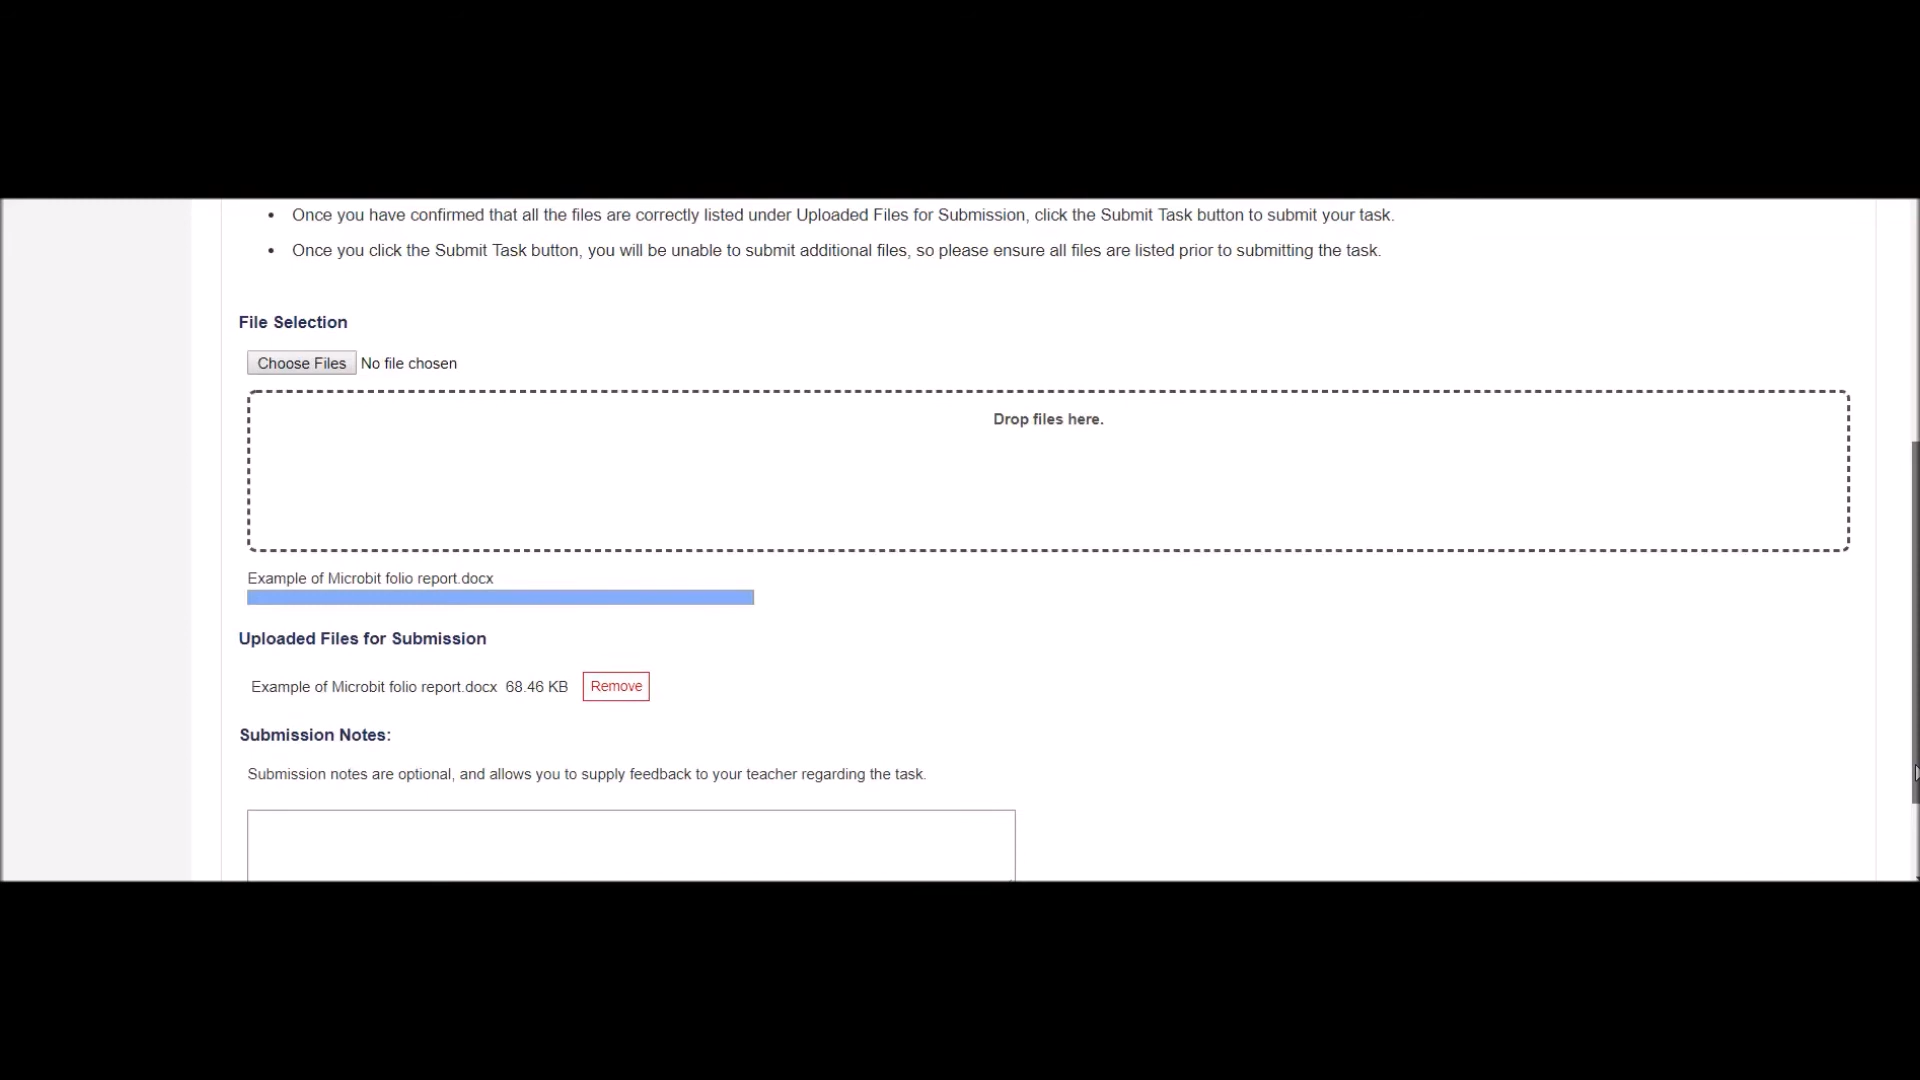 • Once you have confirmed that all the files are correctly listed under Uploaded Files for Submission, click the Submit Task button to submit your task.
• Once you click the Submit Task button, you will be unable to submit additional files, so please ensure all files are listed prior to submitting the task.
File Selection
Choose Files No file chosen
Drop files here.
Example of Microbit folio report.docx
Uploaded Files for Submission
Example of Microbit folio report.docx 68.46 KB Remove
Submission Notes:
Submission notes are optional, and allows you to supply feedback to your teacher regarding the task.